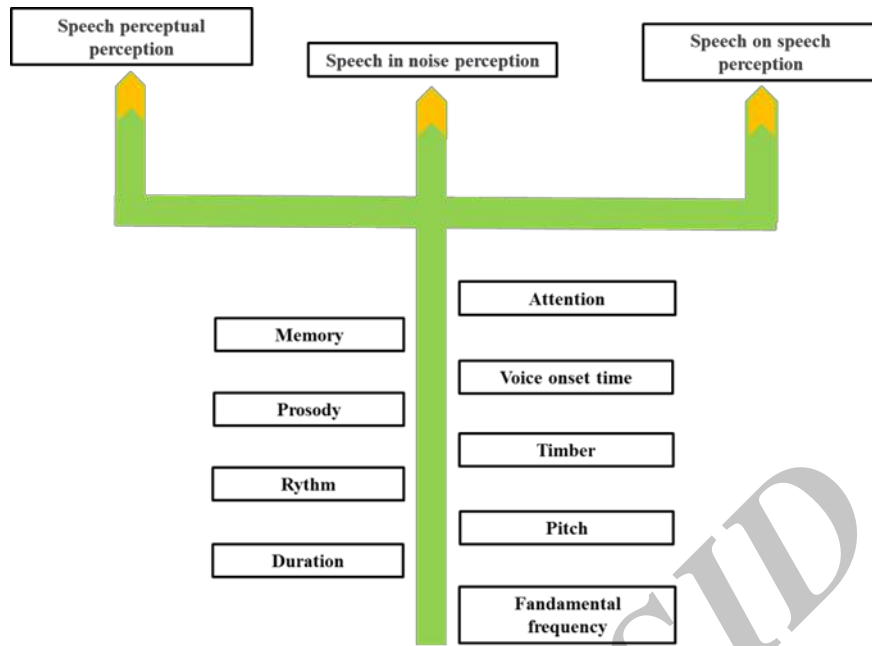 Speech perceptual
perception
Speech in noise perception
Speech on speech
perception
Attention
Memory
Voice onset time
Prosody
Timber
Rythm
Pitch
Duration
Fandamental
frequency
SID